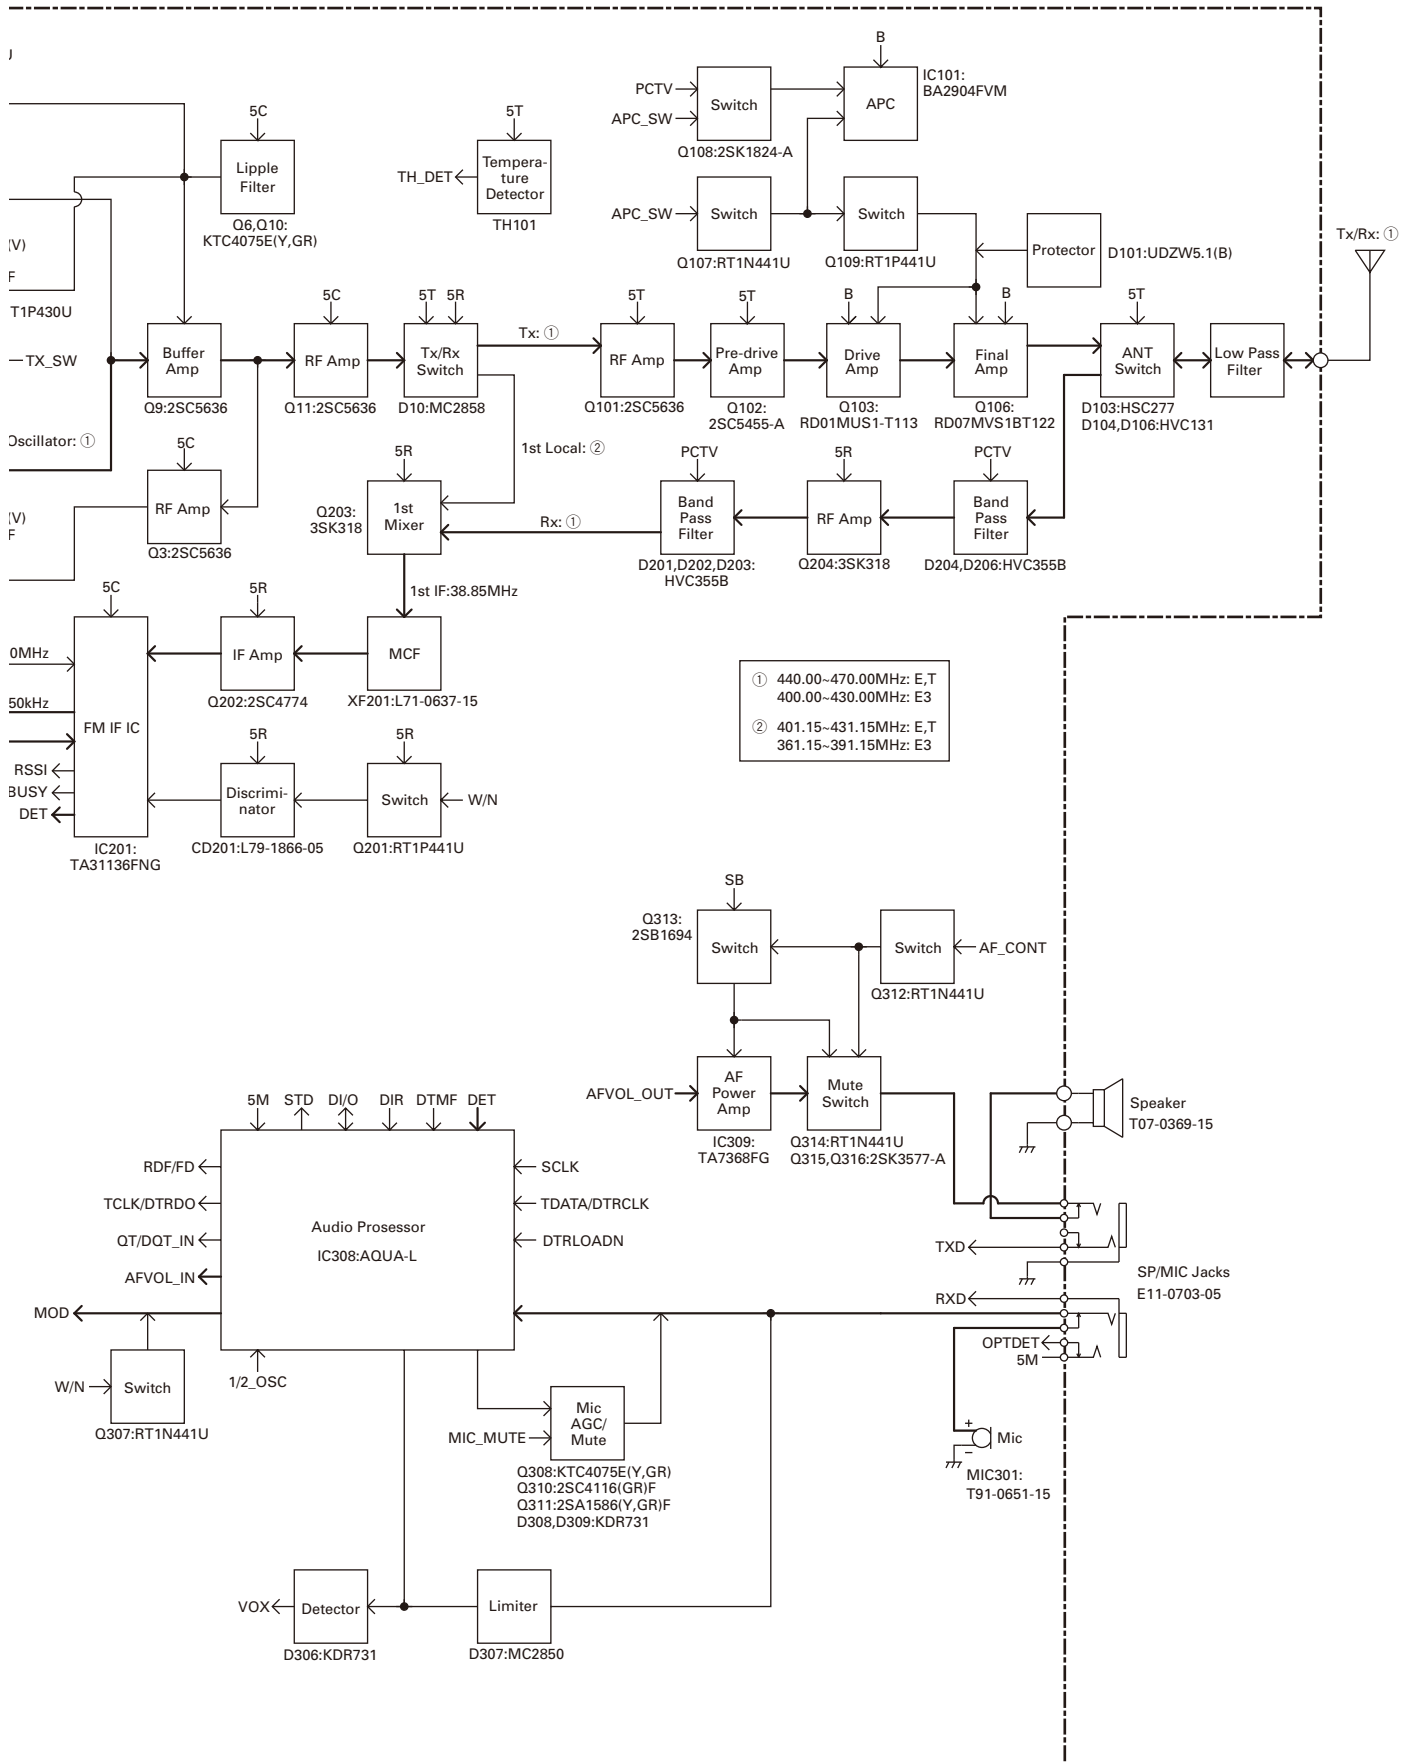 B
IC101:
BA2904FVM
PCTV
APC_SW
Switch
APC
Q108:2SK1824-A
5C
Lipple
Filter
Q6,Q10:
KTC4075E(Y,GR)
5T
TH_DET
Tempera-
ture
Detector
TH101
APC_SW
Switch
Switch
Q107:RT1N441U
Q109:RT1P441U
Protector
D101:UDZW5.1(B)
Tx/Rx: ①
(V)
F
T1P430U
TX_SW
Buffer
Amp
Q9:2SC5636
5C
RF Amp
Q11:2SC5636
5T
5R
Tx/Rx
Switch
D10:MC2858
Tx: ①
5T
RF Amp
Q101:2SC5636
5T
Pre-drive
Amp
Q102:
2SC5455-A
B
Drive
Amp
Q103:
RD01MUS1-T113
B
Final
Amp
Q106:
RD07MVS1BT122
5T
ANT
Switch
D103:HSC277
D104,D106:HVC131
Low Pass
Filter
Oscillator: ①
5C
RF Amp
Q3:2SC5636
(V)
F
1st Local: ②
5R
Q203:
3SK318
1st
Mixer
Rx: ①
PCTV
Band
Pass
Filter
D201,D202,D203:
HVC355B
5R
RF Amp
Q204:3SK318
PCTV
Band
Pass
Filter
D204,D206:HVC355B
1st IF:38.85MHz
5C
0MHz
50kHz
FM IF IC
RSSI
BUSY
DET
IC201:
TA31136FNG
5R
IF Amp
Q202:2SC4774
MCF
XF201:L71-0637-15
5R
Discrimi-
nator
CD201:L79-1866-05
5R
Switch
W/N
Q201:RT1P441U
① 440.00~470.00MHz: E,T
400.00~430.00MHz: E3
② 401.15~431.15MHz: E,T
361.15~391.15MHz: E3
SB
Q313:
2SB1694
Switch
Switch
AF_CONT
Q312:RT1N441U
AFVOL_OUT
AF
Power
Amp
IC309:
TA7368FG
Mute
Switch
Q314:RT1N441U
Q315,Q316:2SK3577-A
Speaker
T07-0369-15
5M
STD
DI/O
DIR
DTMF
DET
RDF/FD
TCLK/DTRDO
QT/DQT_IN
AFVOL_IN
MOD
Audio Prosessor
IC308:AQUA-L
SCLK
TDATA/DTRCLK
DTRLOADN
TXD
SP/MIC Jacks
E11-0703-05
RXD
OPTDET
5M
W/N
Switch
Q307:RT1N441U
1/2_OSC
MIC_MUTE
Mic
AGC/
Mute
Q308:KTC4075E(Y,GR)
Q310:2SC4116(GR)F
Q311:2SA1586(Y,GR)F
D308,D309:KDR731
+
−
Mic
MIC301:
T91-0651-15
VOX
Detector
D306:KDR731
Limiter
D307:MC2850